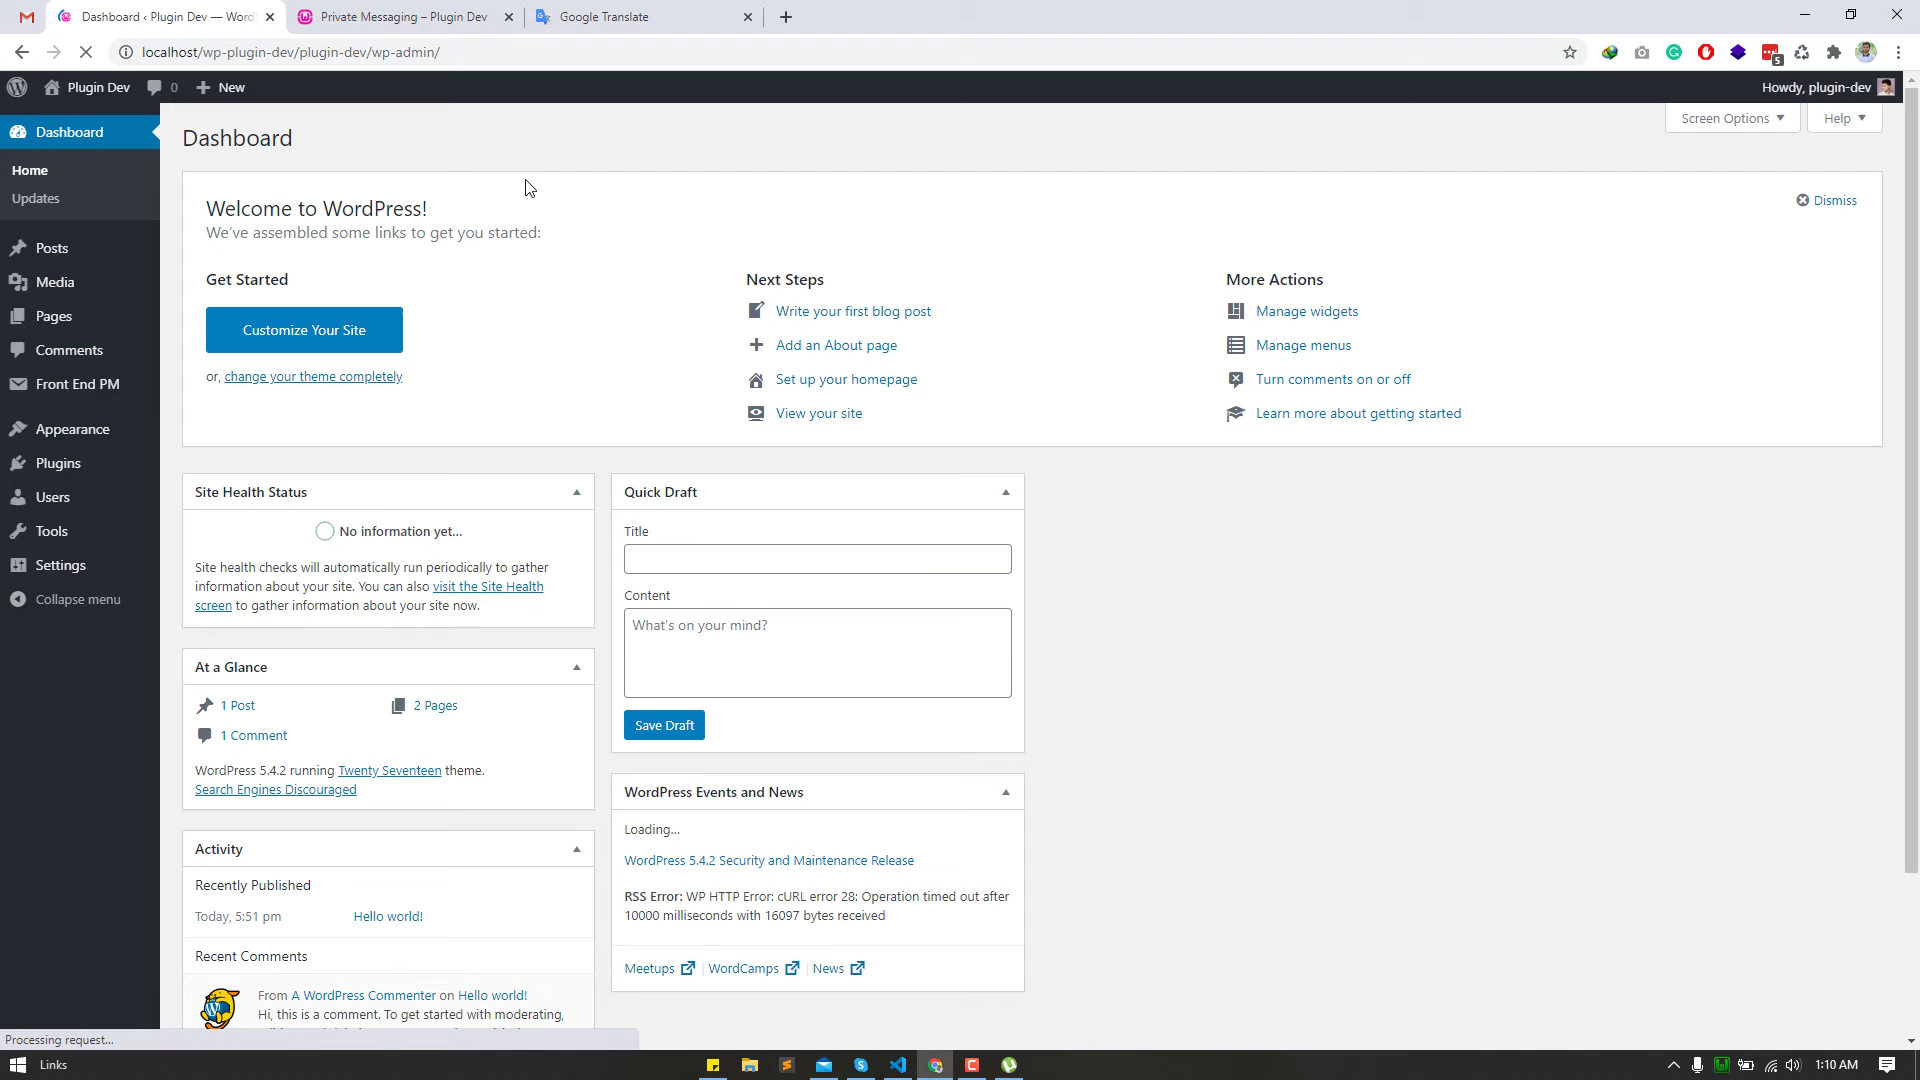 Dashboard ‹ Plugin Dev — Word
Private Messaging – Plugin Dev
Google Translate
localhost/wp-plugin-dev/plugin-dev/wp-admin/
5
Plugin Dev
0
New
Howdy, plugin-dev
Dashboard
Home
Updates
Posts
Media
Pages
Comments
Front End PM
Appearance
Plugins
Users
Tools
Settings
Collapse menu
Dashboard
Screen Options
Help
Welcome to WordPress!
We've assembled some links to get you started:
Dismiss
Get Started
Customize Your Site
or, change your theme completely
Next Steps
Write your first blog post
Add an About page
Set up your homepage
View your site
More Actions
Manage widgets
Manage menus
Turn comments on or off
Learn more about getting started
Site Health Status
No information yet...
Site health checks will automatically run periodically to gather
information about your site. You can also visit the Site Health
screen to gather information about your site now.
At a Glance
1 Post
2 Pages
1 Comment
WordPress 5.4.2 running Twenty Seventeen theme.
Search Engines Discouraged
Activity
Recently Published
Today, 5:51 pm
Hello world!
Recent Comments
From A WordPress Commenter on Hello world!
Hi, this is a comment. To get started with moderating,
Quick Draft
Title
Content
What's on your mind?
Save Draft
WordPress Events and News
Loading...
WordPress 5.4.2 Security and Maintenance Release
RSS Error: WP HTTP Error: cURL error 28: Operation timed out after
10000 milliseconds with 16097 bytes received
Meetups
WordCamps
News
Processing request...
Links
1:10 AM